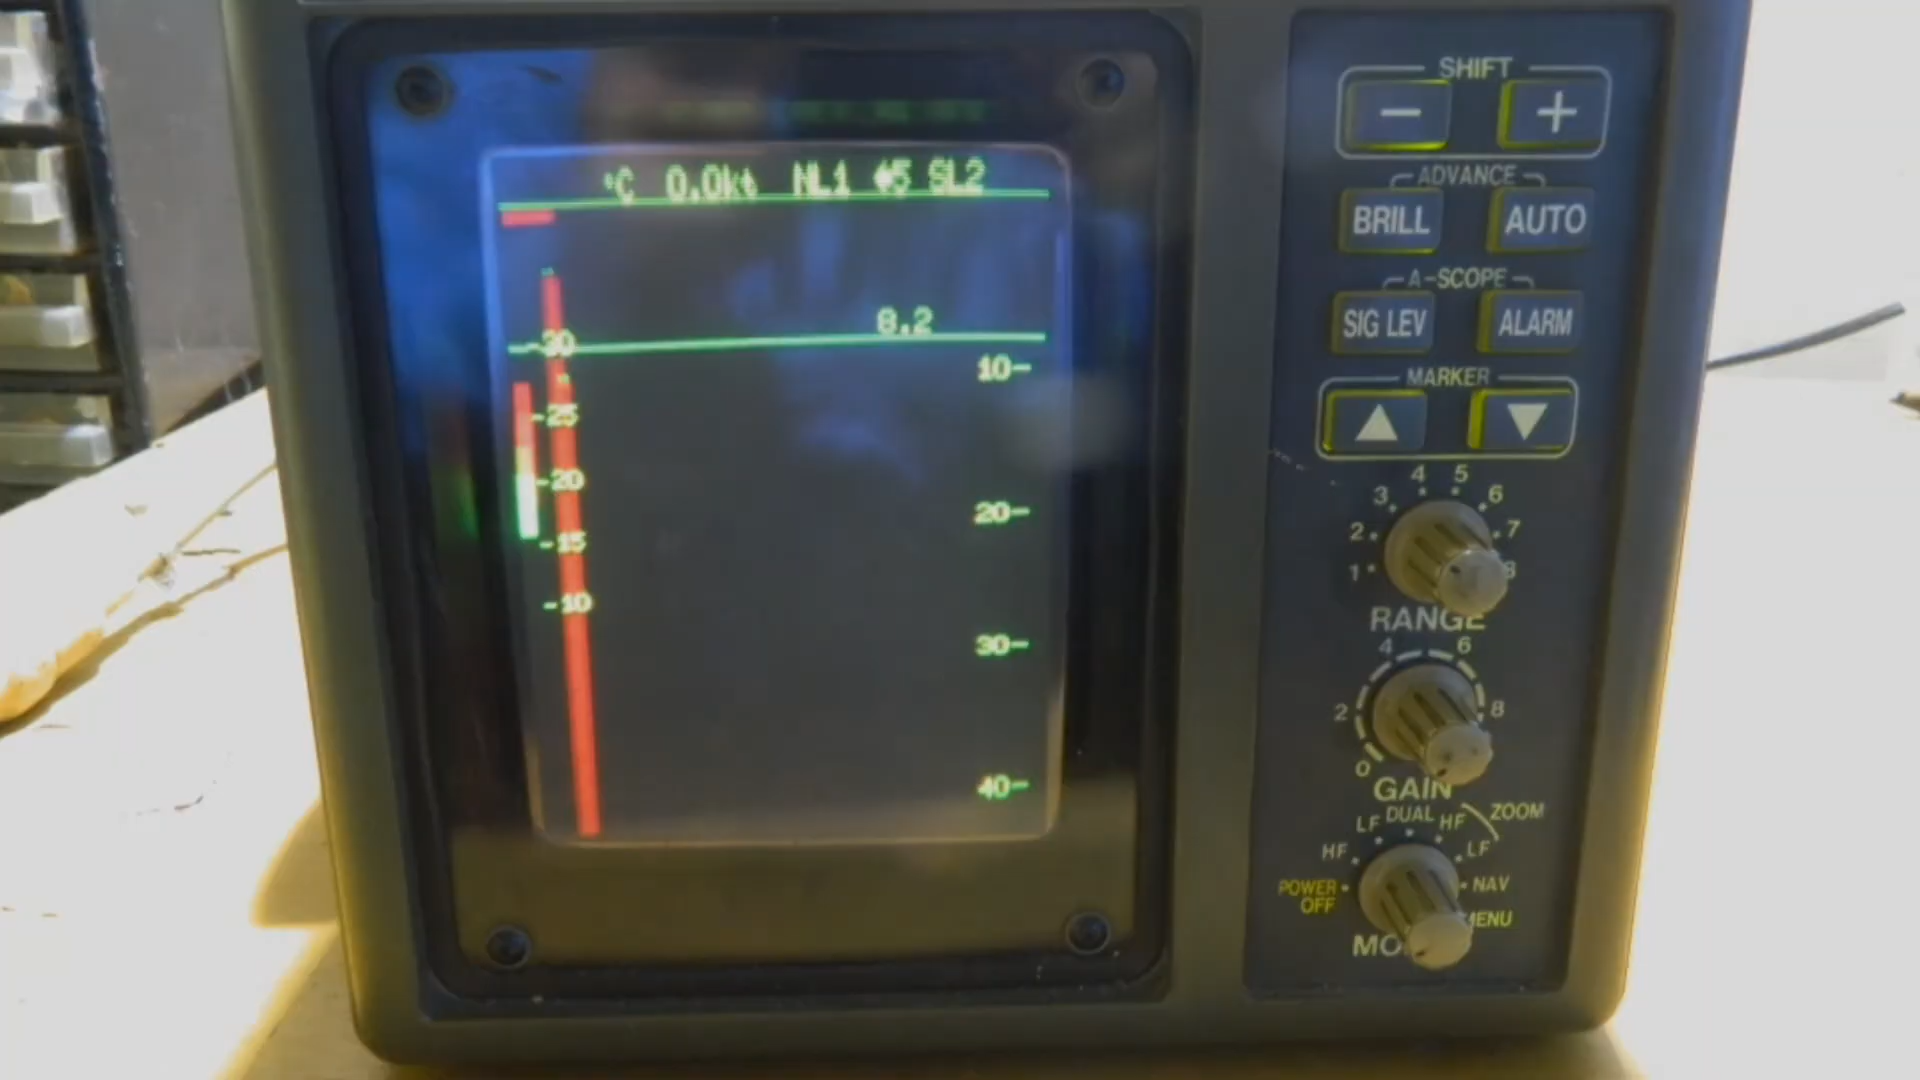 °C 0.0kt NL1 5 SL2
8.2
-30
-25
-20
-15
-10
10-
20-
30-
40-
SHIFT
- +
ADVANCE
BRILL AUTO
A-SCOPE
SIG LEV ALARM
MARKER
▲ ▼
1 2 3 4 5 6 7 8
RANGE
0 2 4 6 8
GAIN
POWER OFF HF LF DUAL HF LF ZOOM NAV MENU
MO